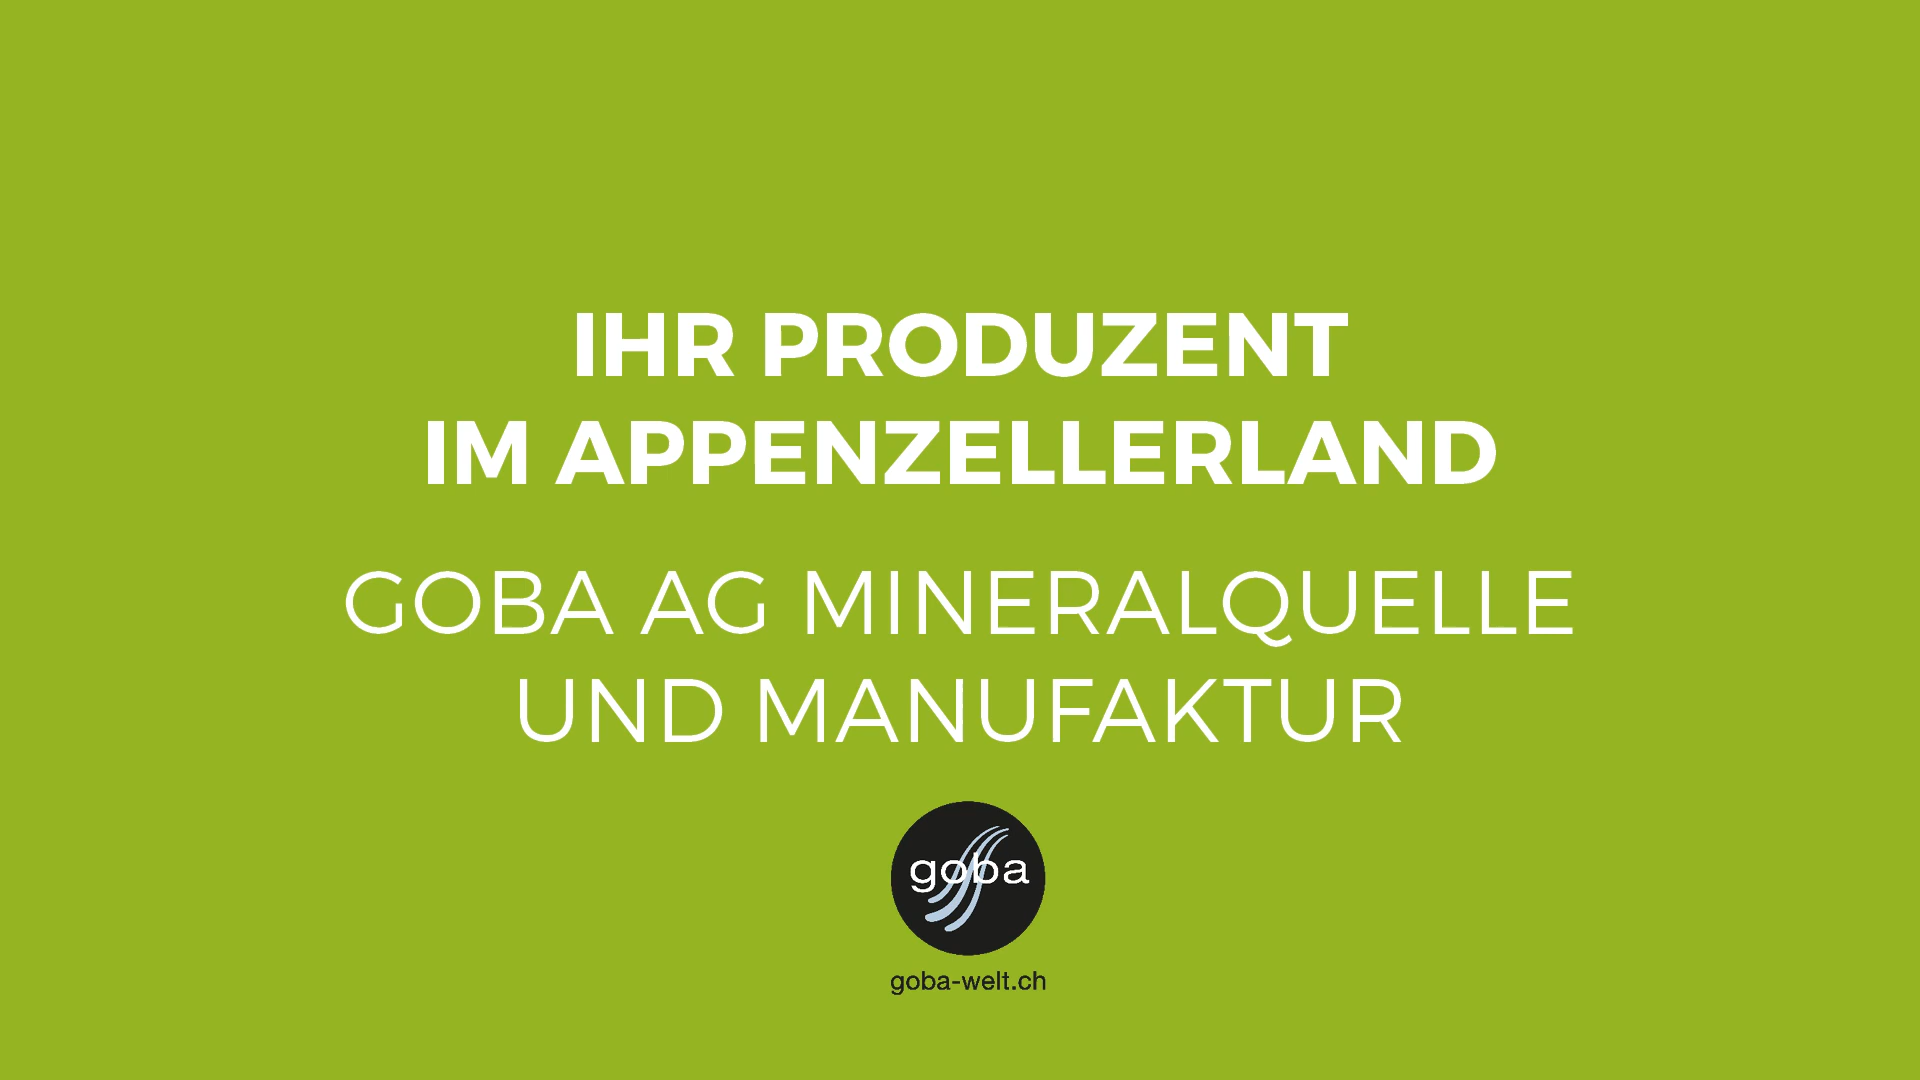 IHR PRODUZENT
IM APPENZELLERLAND
GOBA AG MINERALQUELLE
UND MANUFAKTUR
goba
goba-welt.ch